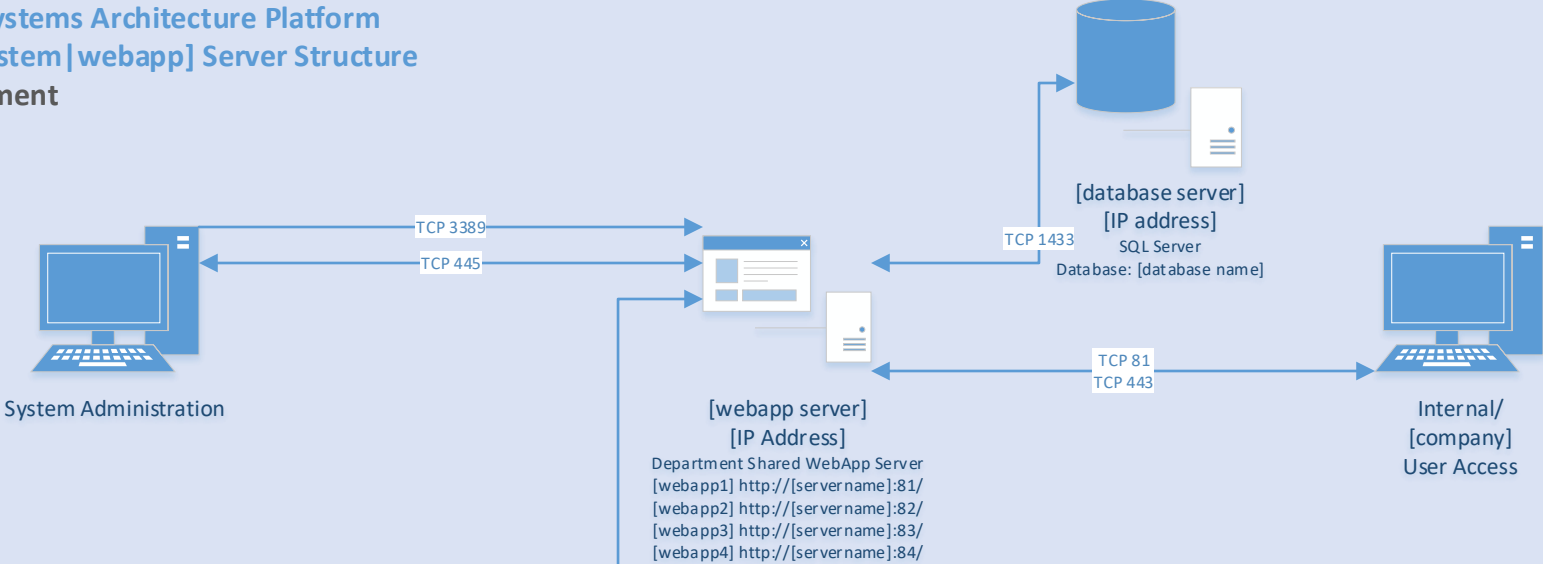 ystems Architecture Platform
stem|webapp] Server Structure
ment
[database server]
[IP address]
SQL Server
Database: [database name]
TCP 3389
TCP 445
TCP 1433
TCP 81
TCP 443
System Administration
[webapp server]
[IP Address]
Department Shared WebApp Server
[webapp1] http://[servername]:81/
[webapp2] http://[servername]:82/
[webapp3] http://[servername]:83/
[webapp4] http://[servername]:84/
Internal/
[company]
User Access